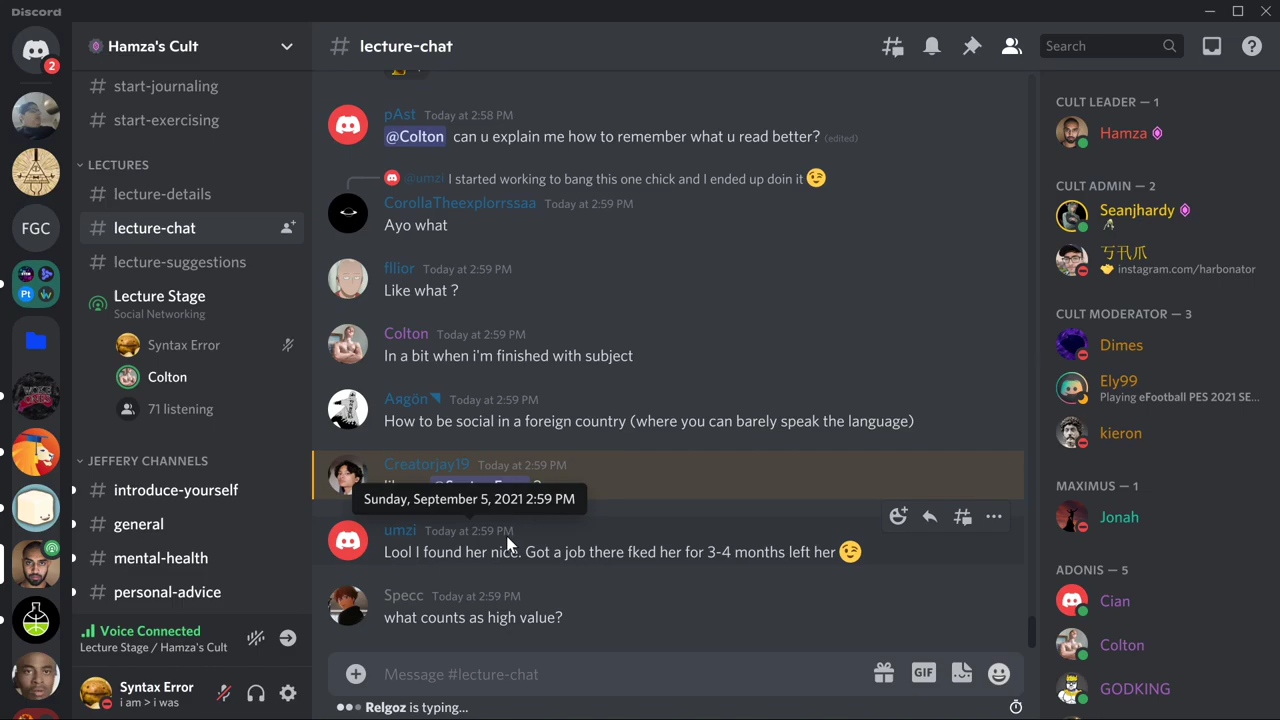 Discord
2
FGC
Hamza's Cult
start-journaling
start-exercising
LECTURES
lecture-details
lecture-chat
lecture-suggestions
Lecture Stage
Social Networking
Syntax Error
Colton
71 listening
JEFFERY CHANNELS
introduce-yourself
general
mental-health
personal-advice
Voice Connected
Lecture Stage / Hamza's Cult
Syntax Error
i am > i was
# lecture-chat
Search
pAst Today at 2:58 PM
@Colton can u explain me how to remember what u read better? (edited)
@umzi I started working to bang this one chick and I ended up doin it 😉
CorollaTheexplorrssaa Today at 2:59 PM
Ayo what
fllior Today at 2:59 PM
Like what ?
Colton Today at 2:59 PM
In a bit when i'm finished with subject
Aяgön◥ Today at 2:59 PM
How to be social in a foreign country (where you can barely speak the language)
Creatorjay19 Today at 2:59 PM
Sunday, September 5, 2021 2:59 PM
umzi Today at 2:59 PM
Lool I found her nice. Got a job there fked her for 3-4 months left her 😉
Specc Today at 2:59 PM
what counts as high value?
Message #lecture-chat
GIF
Relgoz is typing...
CULT LEADER — 1
Hamza
CULT ADMIN — 2
Seanjhardy
instagram.com/harbonator
CULT MODERATOR — 3
Dimes
Ely99
Playing eFootball PES 2021 SE...
kieron
MAXIMUS — 1
Jonah
ADONIS — 5
Cian
Colton
GODKING